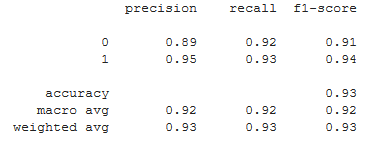 precision recall f1-score
0 0.89 0.92 0.91
1 0.95 0.93 0.94
accuracy 0.93
macro avg 0.92 0.92 0.92
weighted avg 0.93 0.93 0.93